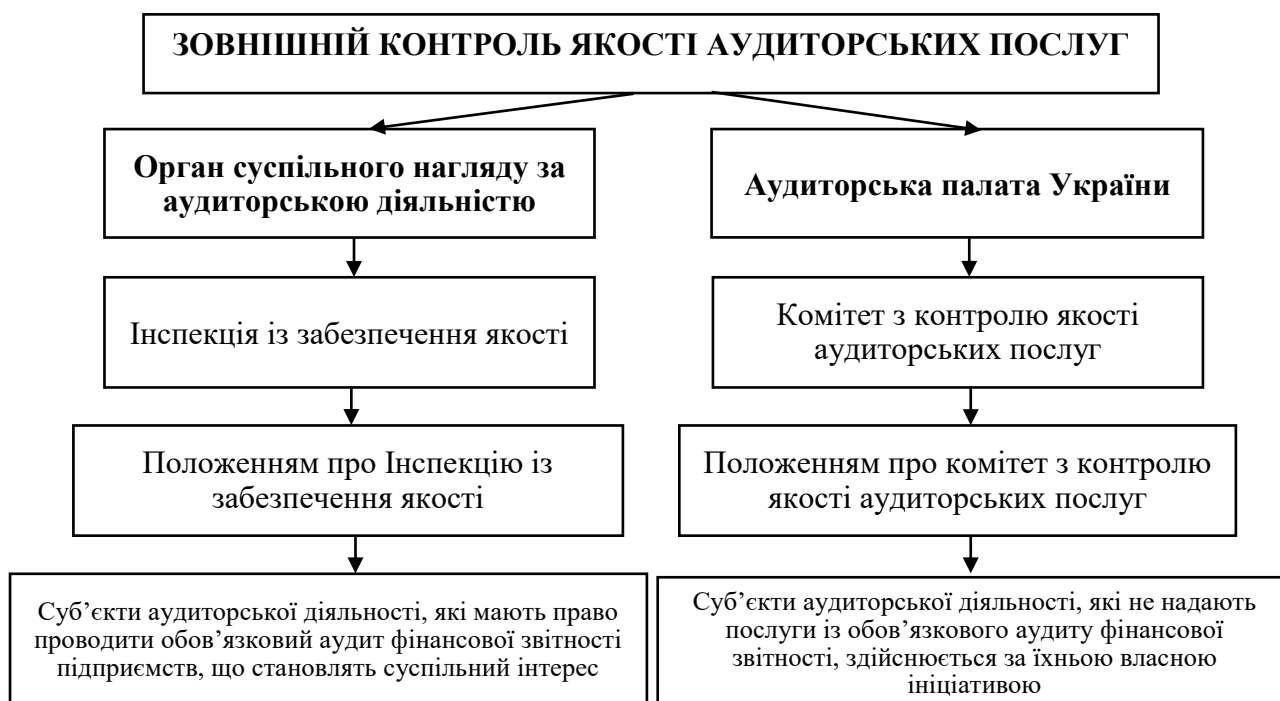 ЗОВНІШНІЙ КОНТРОЛЬ ЯКОСТІ АУДИТОРСЬКИХ ПОСЛУГ
Орган суспільного нагляду за
аудиторською діяльністю
Аудиторська палата України
Інспекція із забезпечення якості
Комітет з контролю якості
аудиторських послуг
Положенням про Інспекцію із
забезпечення якості
Положенням про комітет з контролю
якості аудиторських послуг
Суб’єкти аудиторської діяльності, які мають право
проводити обов’язковий аудит фінансової звітності
підприємств, що становлять суспільний інтерес
Суб’єкти аудиторської діяльності, які не надають
послуги із обов’язкового аудиту фінансової
звітності, здійснюється за їхньою власною
ініціативою